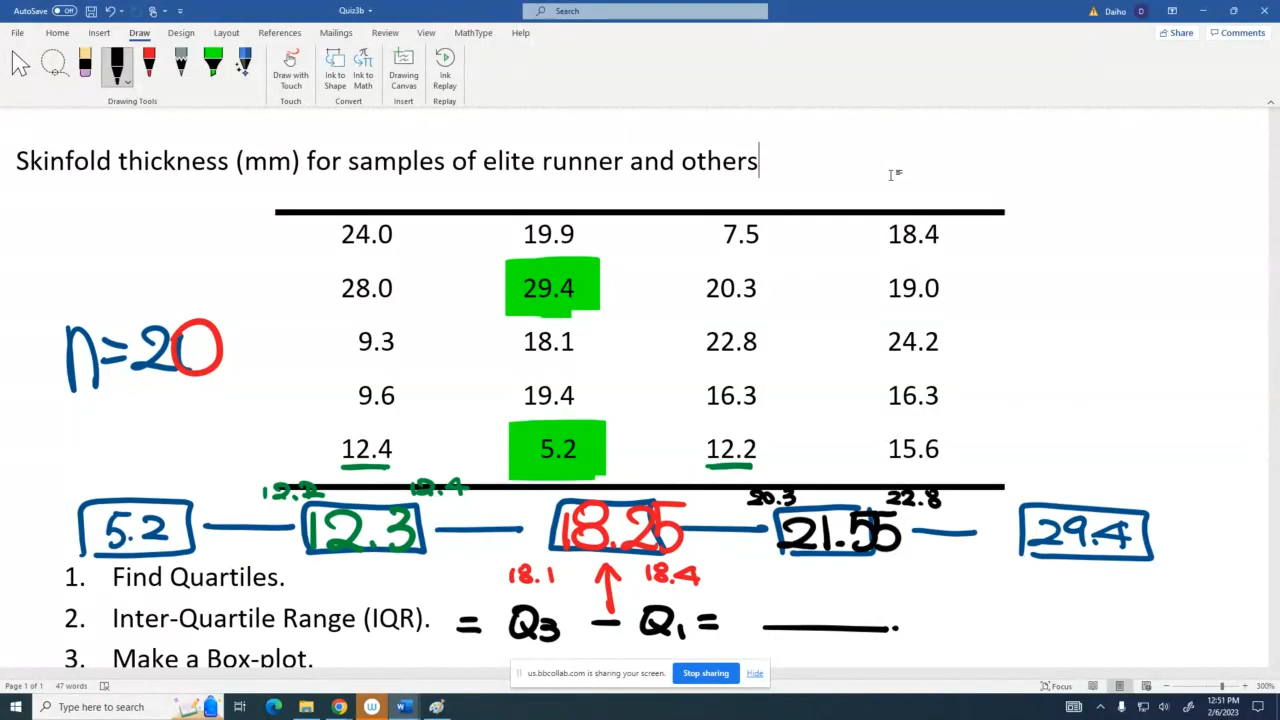 AutoSave Off Quiz3b Search Daiho D
File Home Insert Draw Design Layout References Mailings Review View MathType Help Share Comments
Draw with Touch Ink to Shape Ink to Math Drawing Canvas Ink Replay
Drawing Tools Touch Convert Insert Replay
Skinfold thickness (mm) for samples of elite runner and others
24.0 19.9 7.5 18.4
28.0 29.4 20.3 19.0
n=20
9.3 18.1 22.8 24.2
9.6 19.4 16.3 16.3
12.4 5.2 12.2 15.6
12.2 12.4 20.3 22.8
5.2 12.3 18.25 21.55 29.4
18.1 18.4
1. Find Quartiles.
2. Inter-Quartile Range (IQR). = Q3 - Q1 = .
3. Make a Box-plot.
us.bbcollab.com is sharing your screen. Stop sharing Hide
Page 1 of 1 47 words Focus 300%
Type here to search W 12:51 PM
2/6/2023